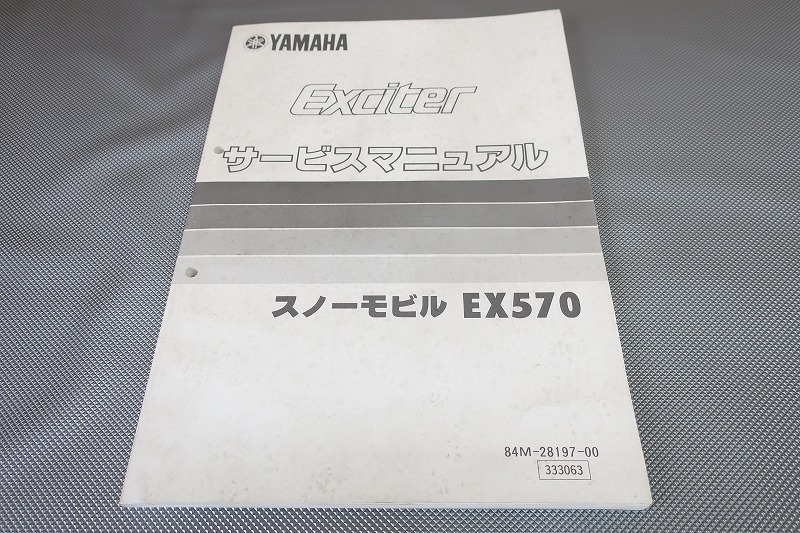 YAMAHA
Exciter
サービスマニュアル
スノーモビル EX570
84M-28197-00
333063